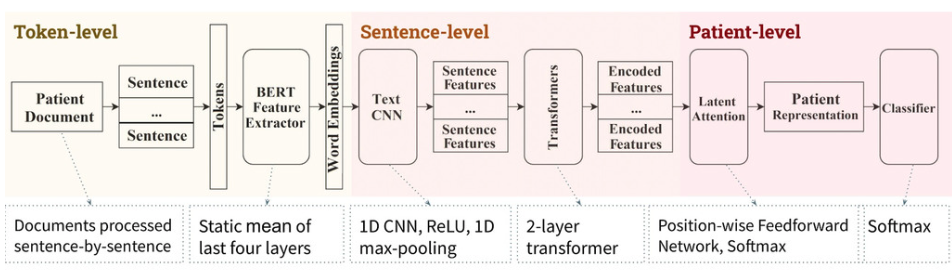 Token-level
Sentence-level
Patient-level
Patient
Document
Sentence
...
Sentence
Tokens
BERT
Feature
Extractor
Word Embeddings
Text
CNN
Sentence
Features
...
Sentence
Features
Transformers
Encoded
Features
...
Encoded
Features
Latent
Attention
Patient
Representation
Classifier
Documents processed
sentence-by-sentence
Static mean of
last four layers
1D CNN, ReLU, 1D
max-pooling
2-layer
transformer
Position-wise Feedforward
Network, Softmax
Softmax